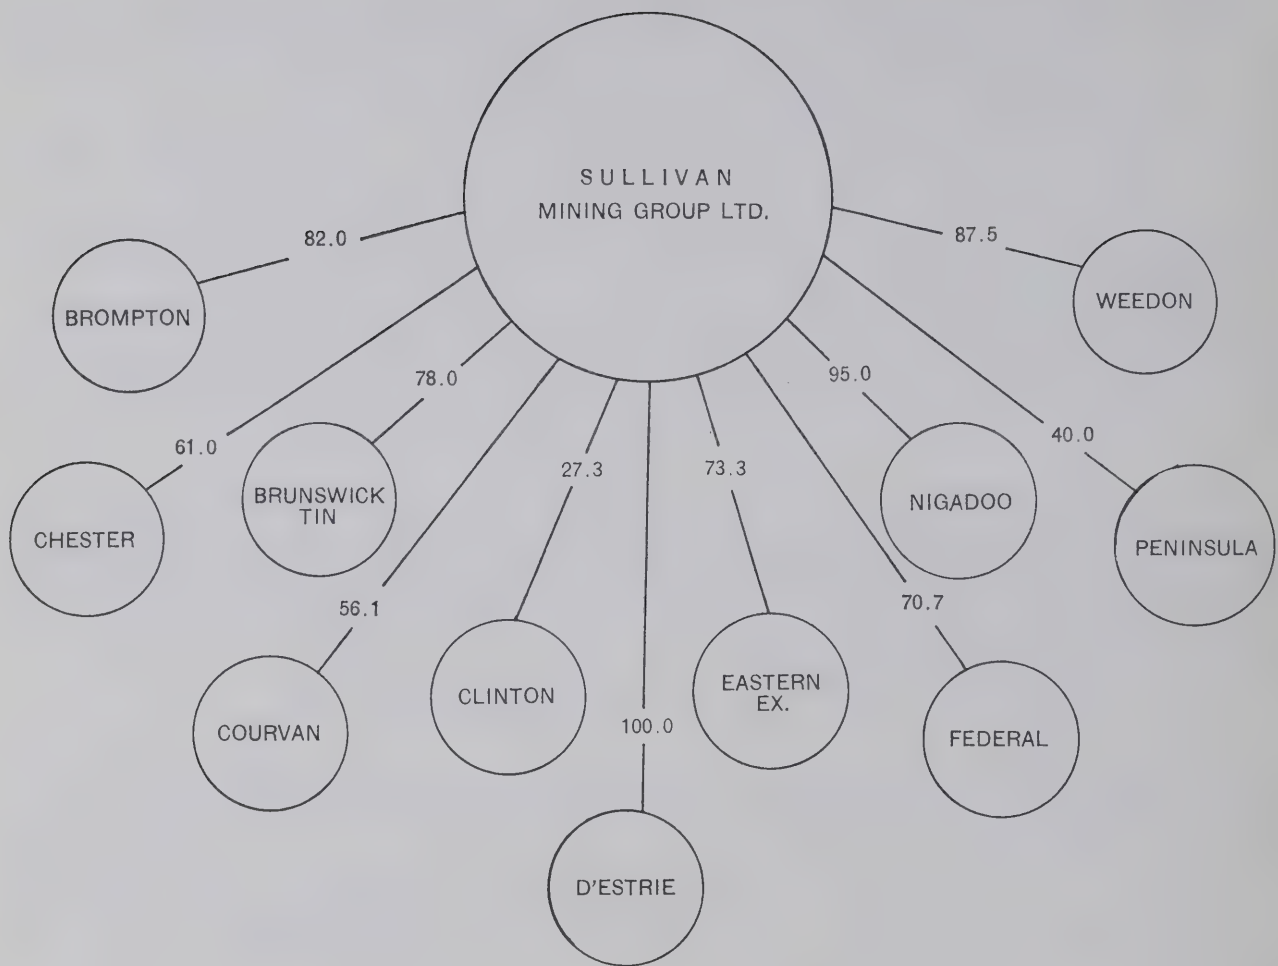 SULLIVAN
MINING GROUP LTD.
82.0
87.5
BROMPTON
WEEDON
78.0
95.0
61.0
40.0
CHESTER
BRUNSWICK
TIN
27.3
73.3
NIGADOO
PENINSULA
56.1
70.7
COURVAN
CLINTON
100.0
EASTERN
EX.
FEDERAL
D'ESTRIE